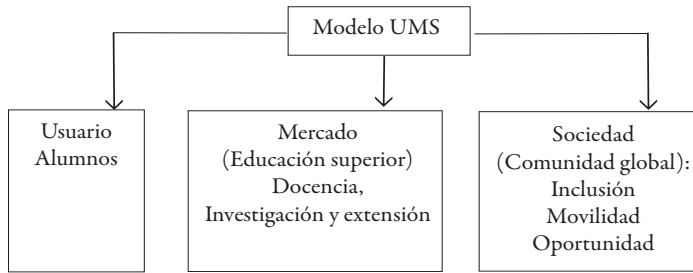 Modelo UMS
Usuario
Alumnos
Mercado
(Educación superior)
Docencia,
Investigación y extensión
Sociedad
(Comunidad global):
Inclusión
Movilidad
Oportunidad